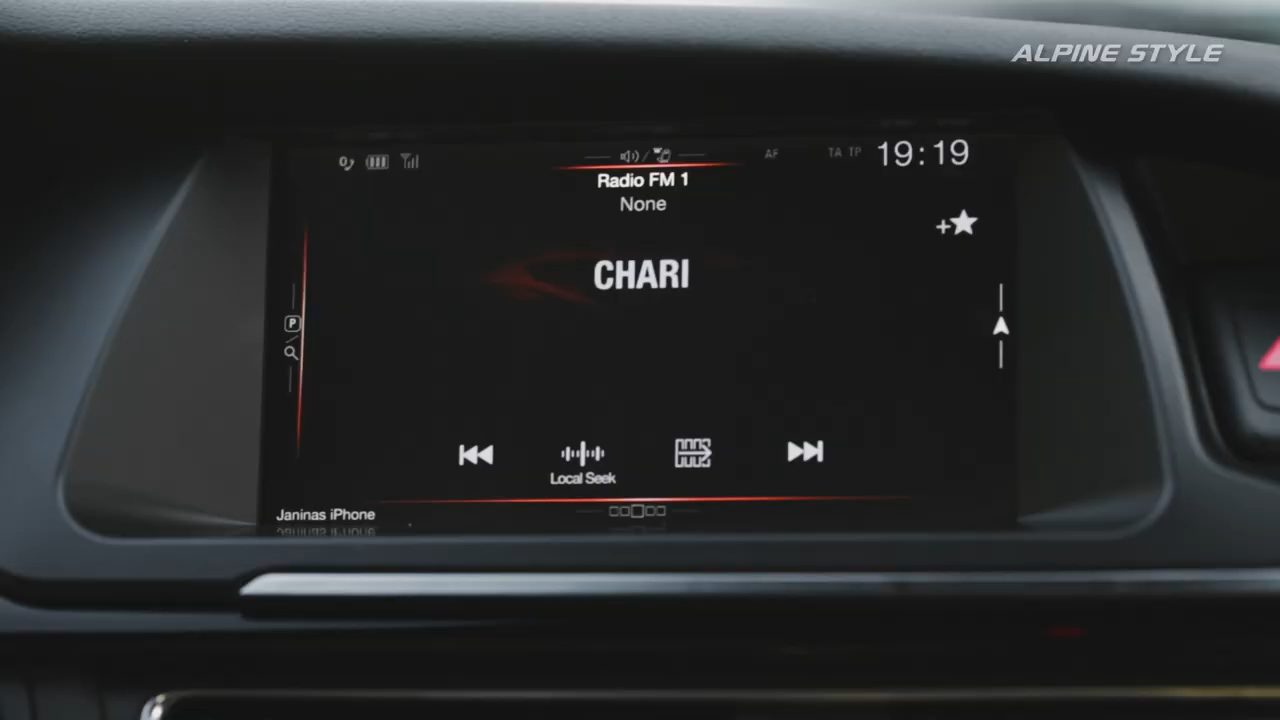 ALPINE STYLE
AF TA TP 19:19
Radio FM 1
None
CHARI
P
Local Seek
Janinas iPhone